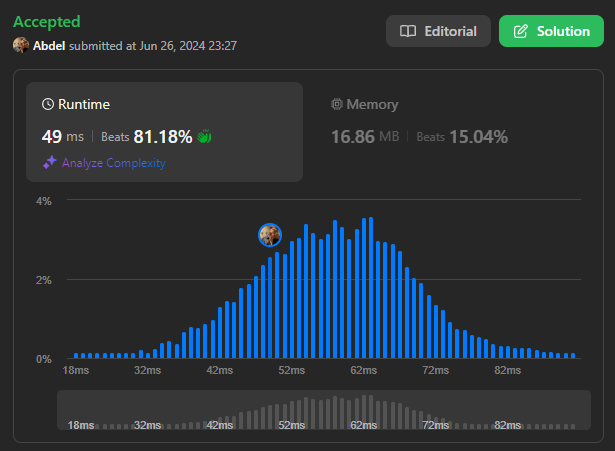 Accepted
Editorial
Solution
Abdel submitted at Jun 26, 2024 23:27
Runtime
Memory
49 ms | Beats 81.18%
16.86 MB | Beats 15.04%
Analyze Complexity
4%
2%
0%
18ms 32ms 42ms 52ms 62ms 72ms 82ms
18ms 32ms 42ms 52ms 62ms 72ms 82ms